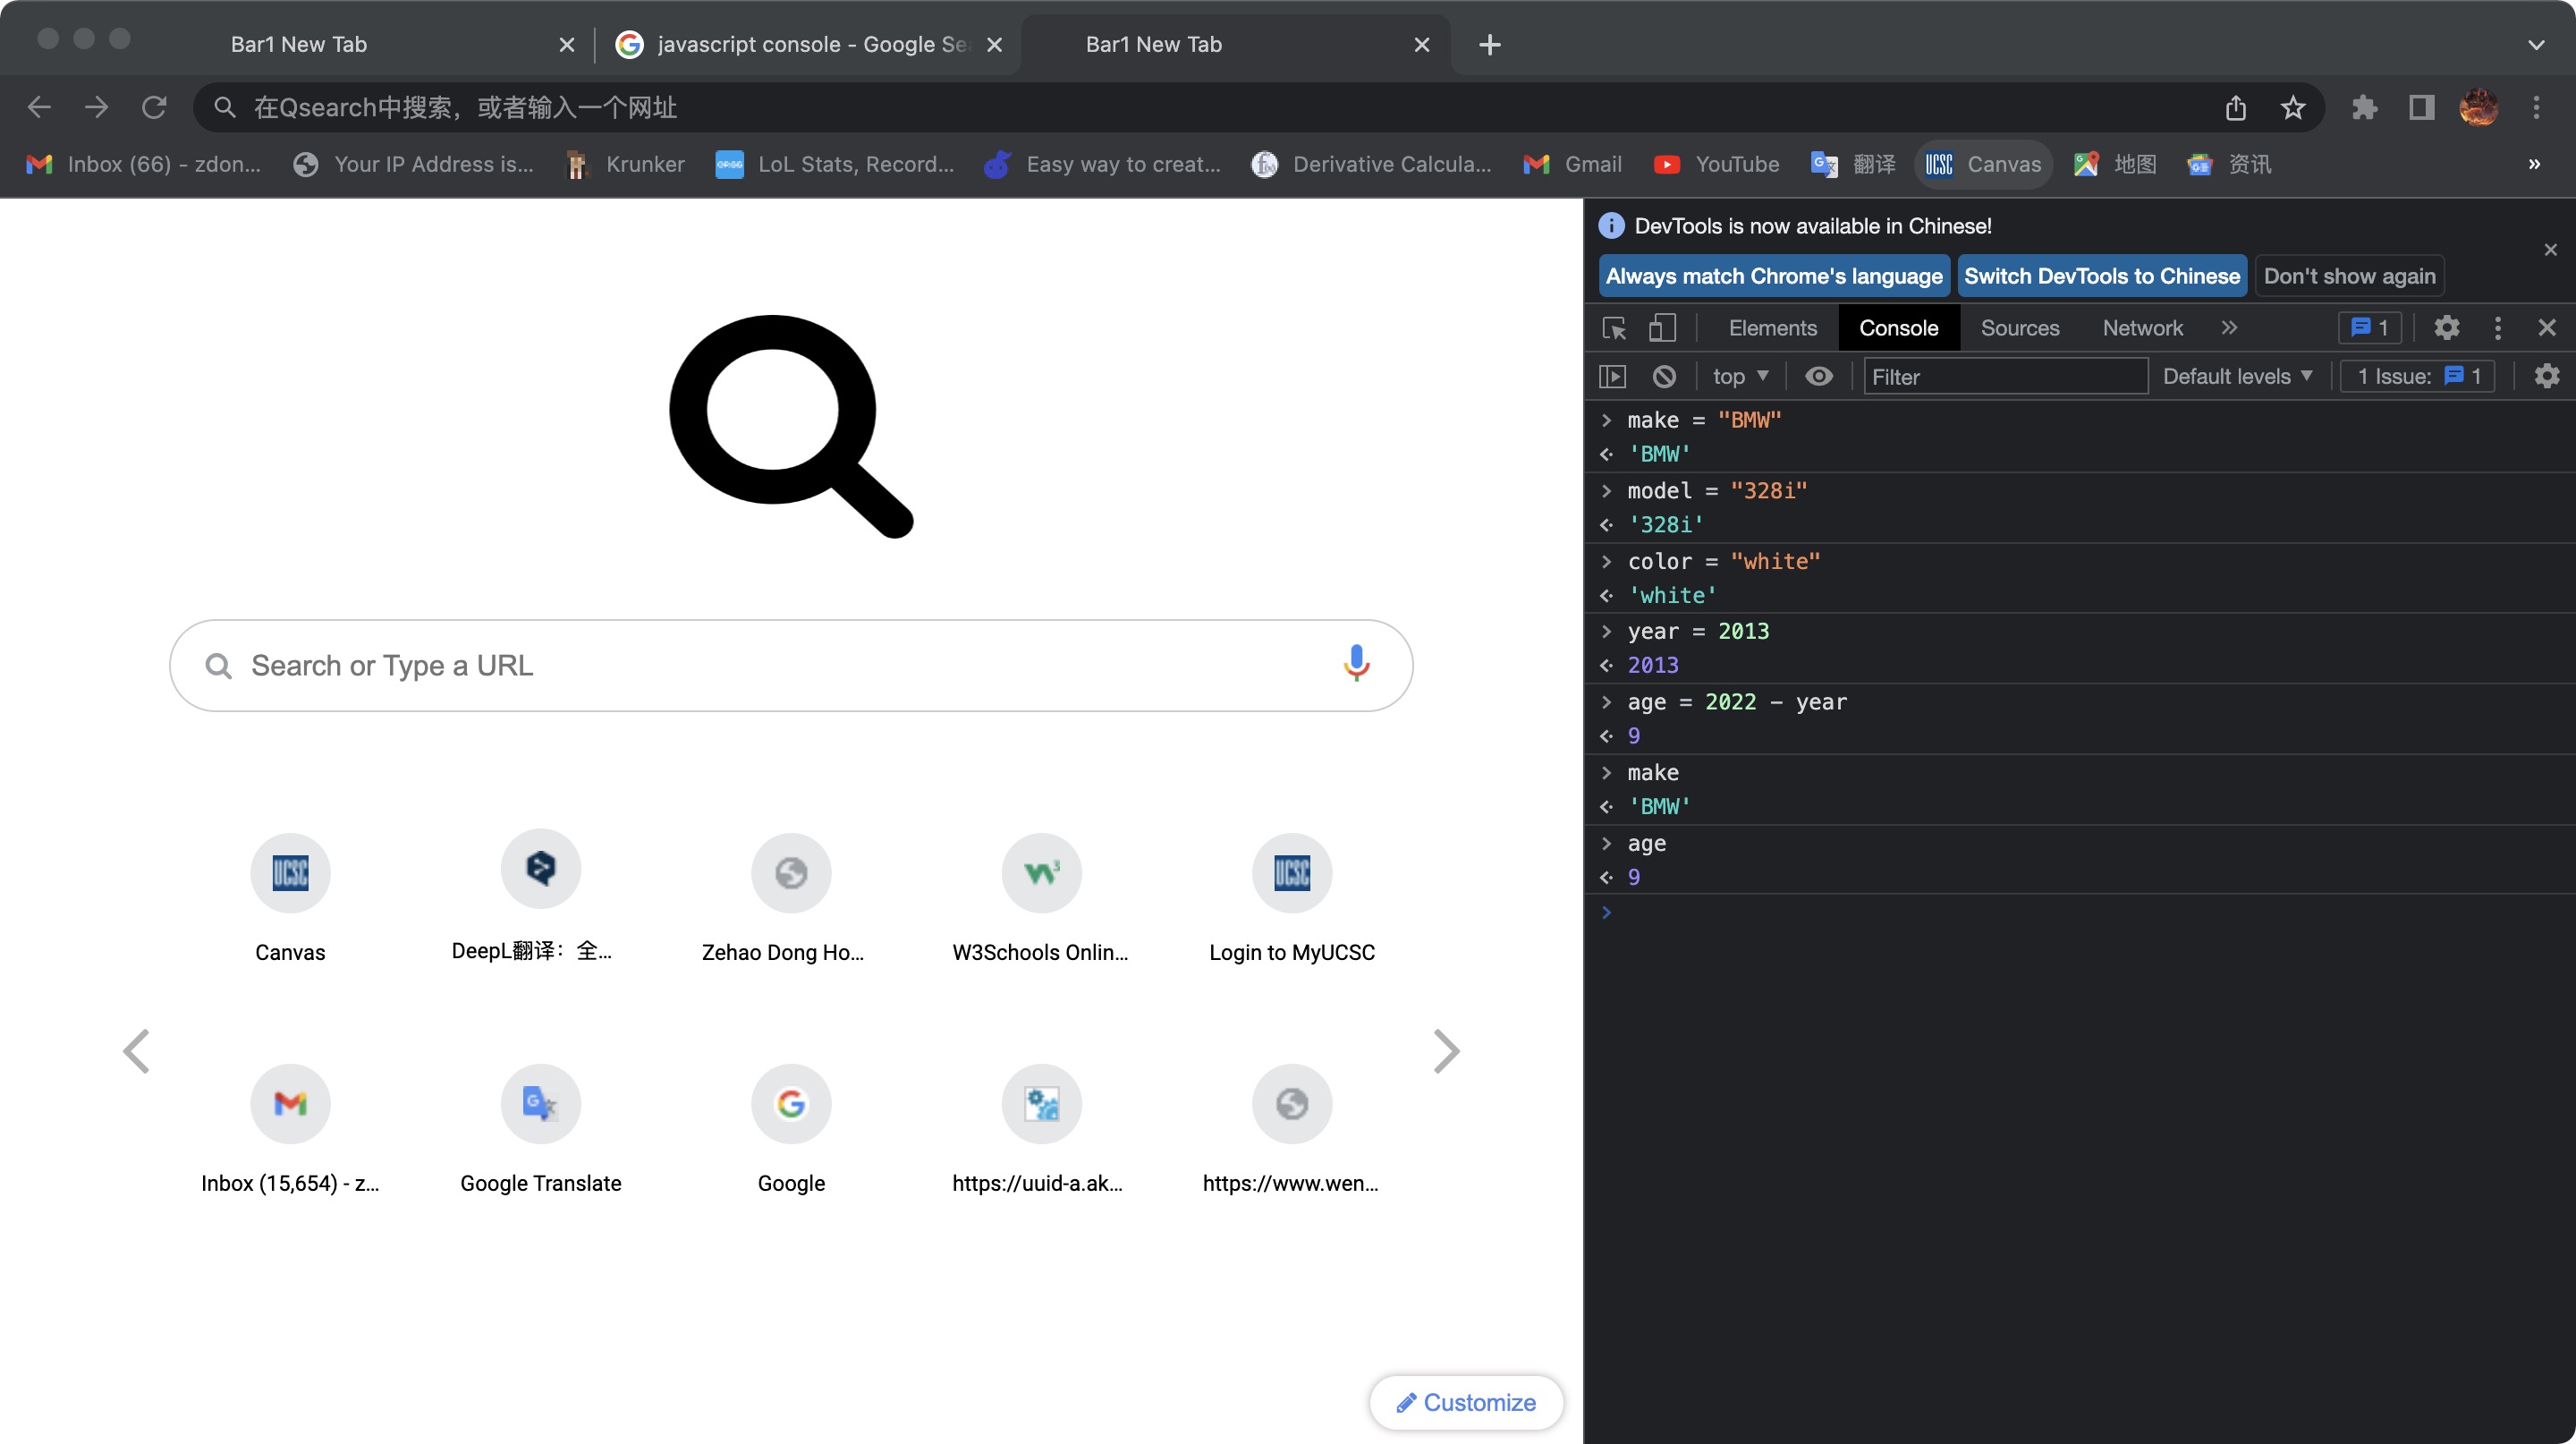 Bar1 New Tab
javascript console - Google Sea
Bar1 New Tab
在Qsearch中搜索，或者输入一个网址
Inbox (66) - zdon...
Your IP Address is...
Krunker
OP.GG
LoL Stats, Record...
Easy way to creat...
Derivative Calcula...
Gmail
YouTube
翻译
UCSC
Canvas
地图
资讯
»
Search or Type a URL
UCSC
Canvas
DeepL翻译：全...
Zehao Dong Ho...
W3Schools Onlin...
UCSC
Login to MyUCSC
Inbox (15,654) - z...
Google Translate
Google
https://uuid-a.ak...
https://www.wen...
Customize
DevTools is now available in Chinese!
Always match Chrome's language
Switch DevTools to Chinese
Don't show again
Elements
Console
Sources
Network
»
1
top
Filter
Default levels
1 Issue: 1
> make = "BMW"
'BMW'
> model = "328i"
'328i'
> color = "white"
'white'
> year = 2013
2013
> age = 2022 - year
9
> make
'BMW'
> age
9
>